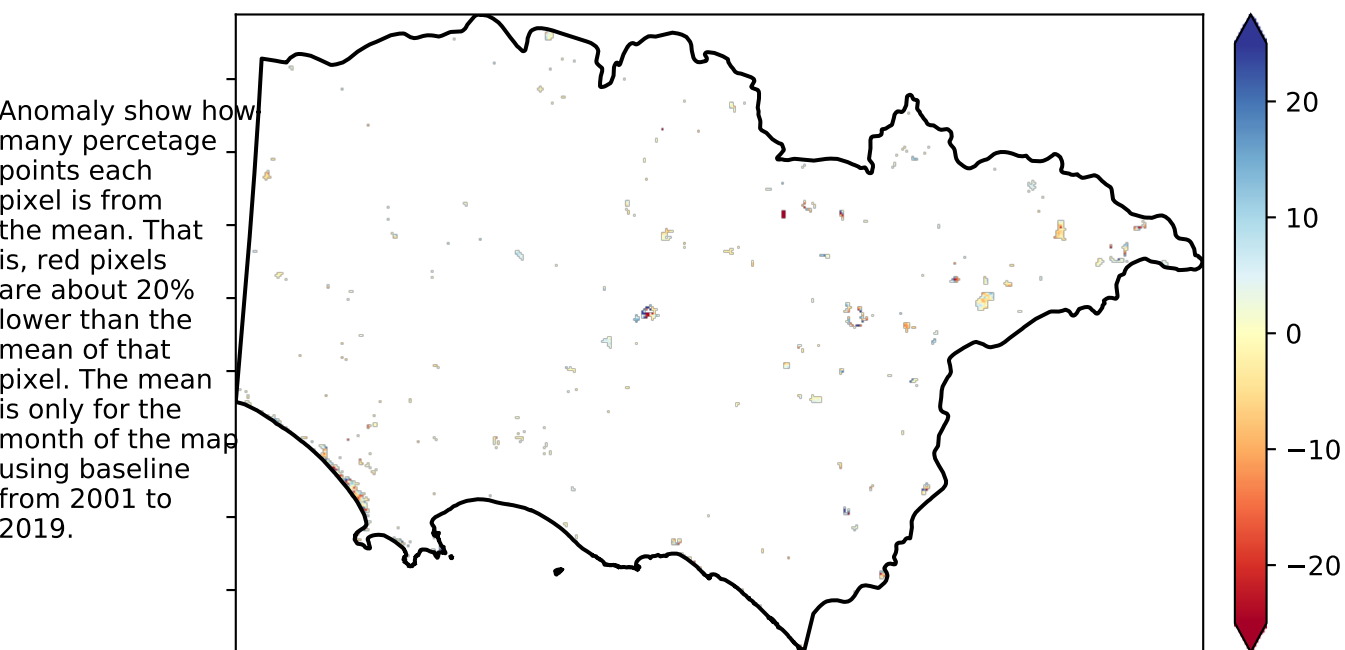 Anomaly show how
many percetage
points each
pixel is from
the mean. That
is, red pixels
are about 20%
lower than the
mean of that
pixel. The mean
is only for the
month of the map
using baseline
from 2001 to
2019.
20
10
0
−10
−20